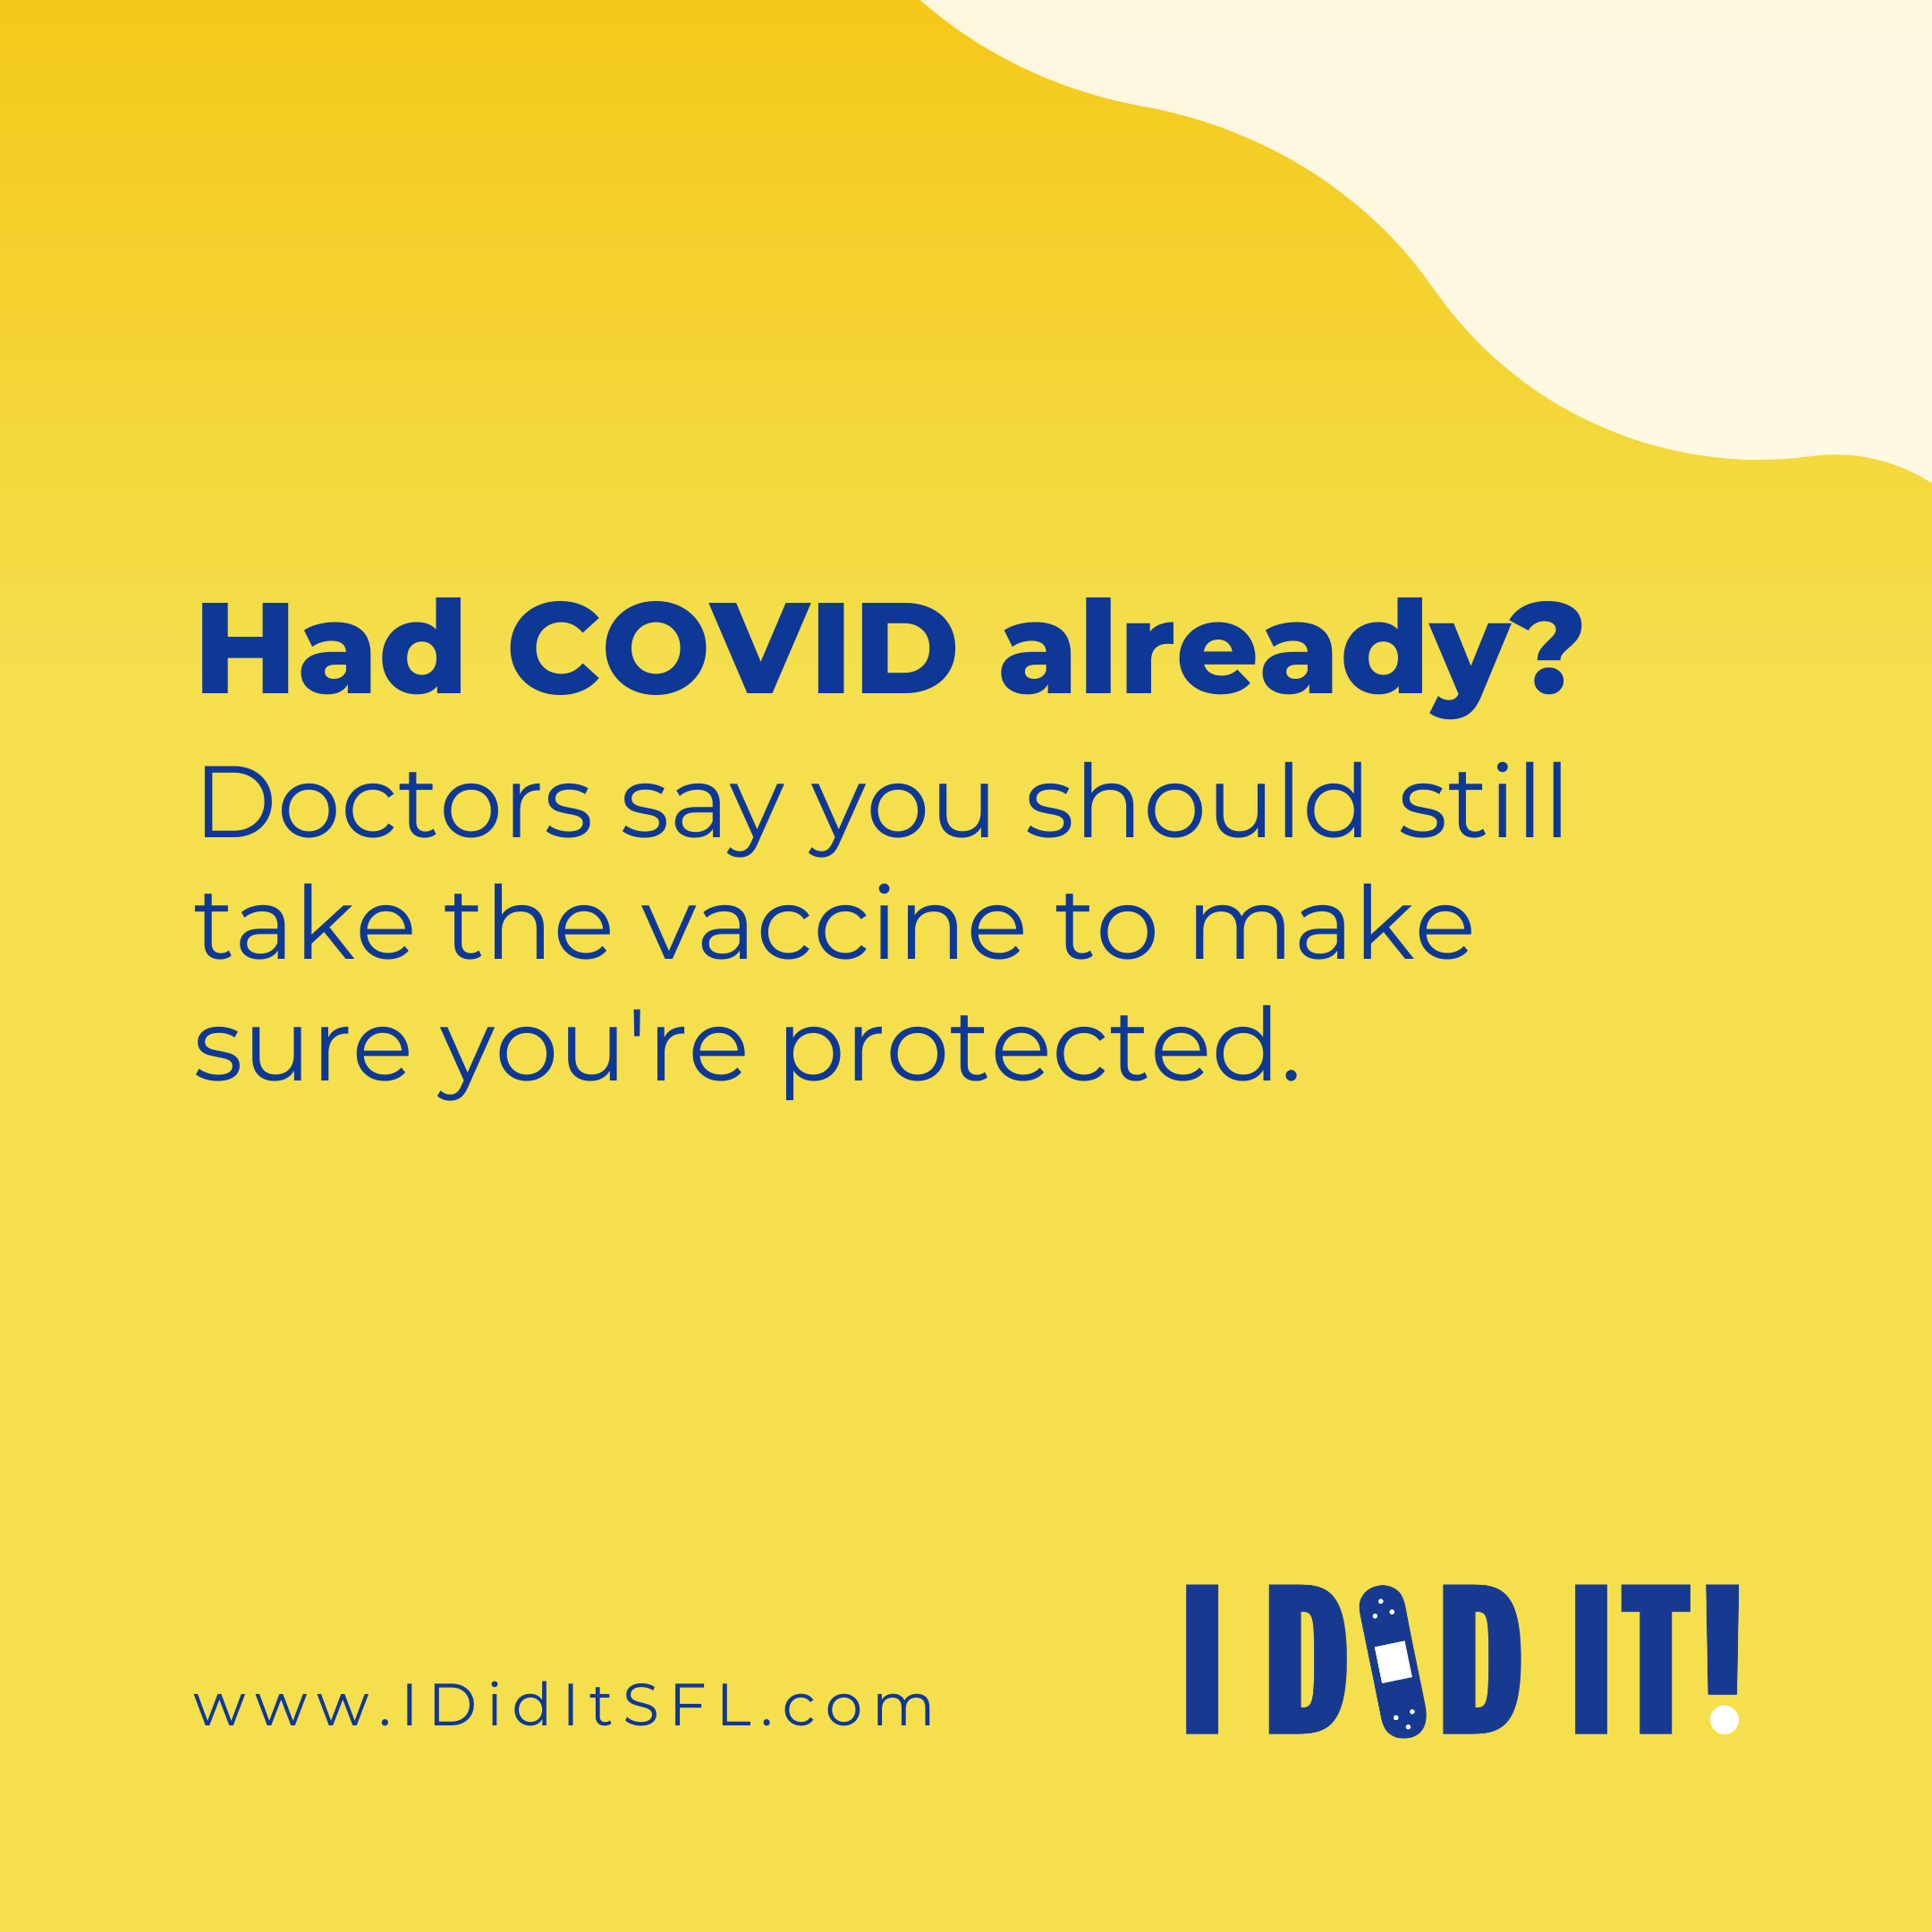 Had COVID already?
Doctors say you should still
take the vaccine to make
sure you're protected.
www.IDidItSFL.com
I DID IT!